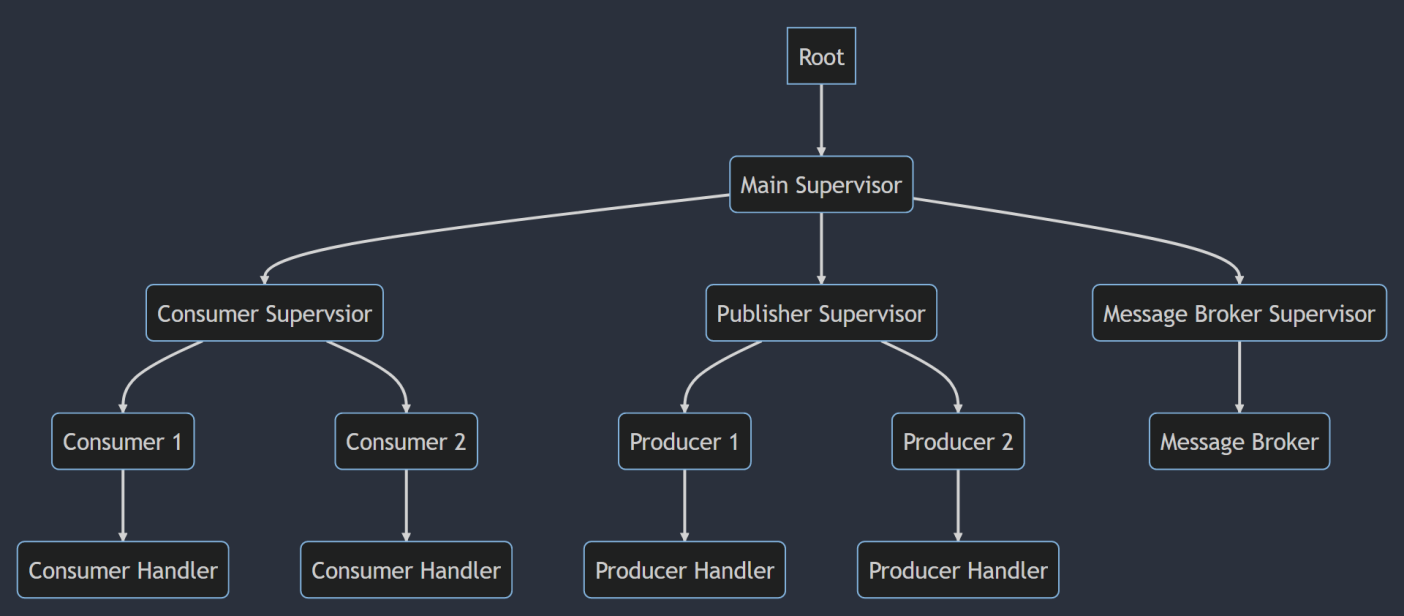 Root
Main Supervisor
Consumer Supervsior
Publisher Supervisor
Message Broker Supervisor
Consumer 1
Consumer 2
Producer 1
Producer 2
Message Broker
Consumer Handler
Consumer Handler
Producer Handler
Producer Handler